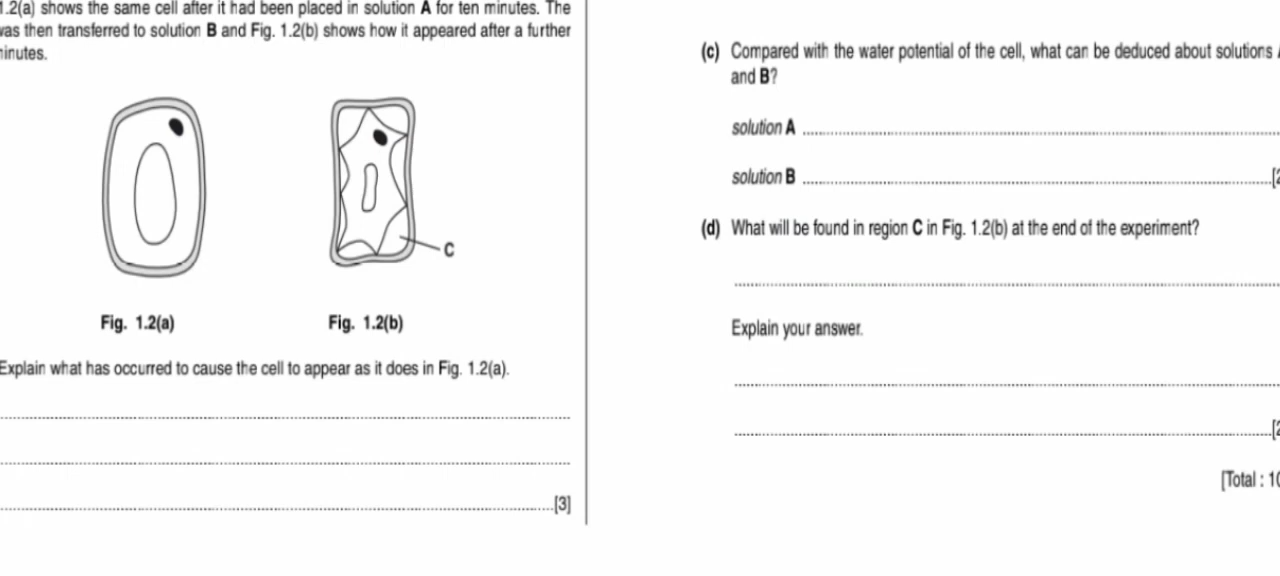 1.2(a) shows the same cell after it had been placed in solution A for ten minutes. The
was then transferred to solution B and Fig. 1.2(b) shows how it appeared after a further
minutes.
C
Fig. 1.2(a)
Fig. 1.2(b)
Explain what has occurred to cause the cell to appear as it does in Fig. 1.2(a).
[3]
(c) Compared with the water potential of the cell, what can be deduced about solutions A
and B?
solution A
solution B [2
(d) What will be found in region C in Fig. 1.2(b) at the end of the experiment?
Explain your answer.
[2
[Total : 10